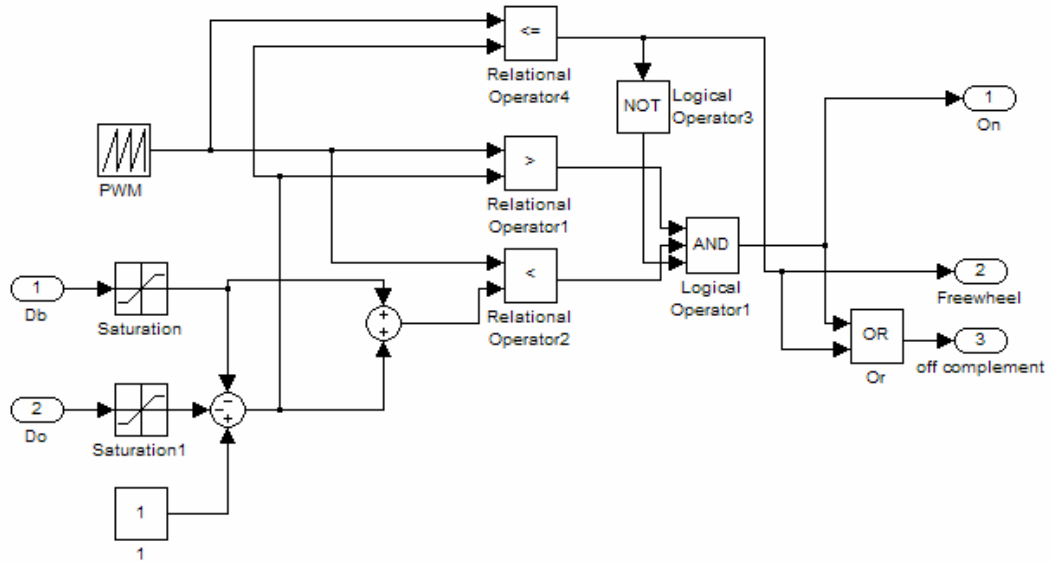 <=
Relational
Operator4
NOT
Logical
Operator3
1
On
PWM
>
Relational
Operator1
AND
Logical
Operator1
<
Relational
Operator2
2
Freewheel
1
Db
Saturation
+
+
OR
Or
3
off complement
2
Do
Saturation1
−
−
+
1
1